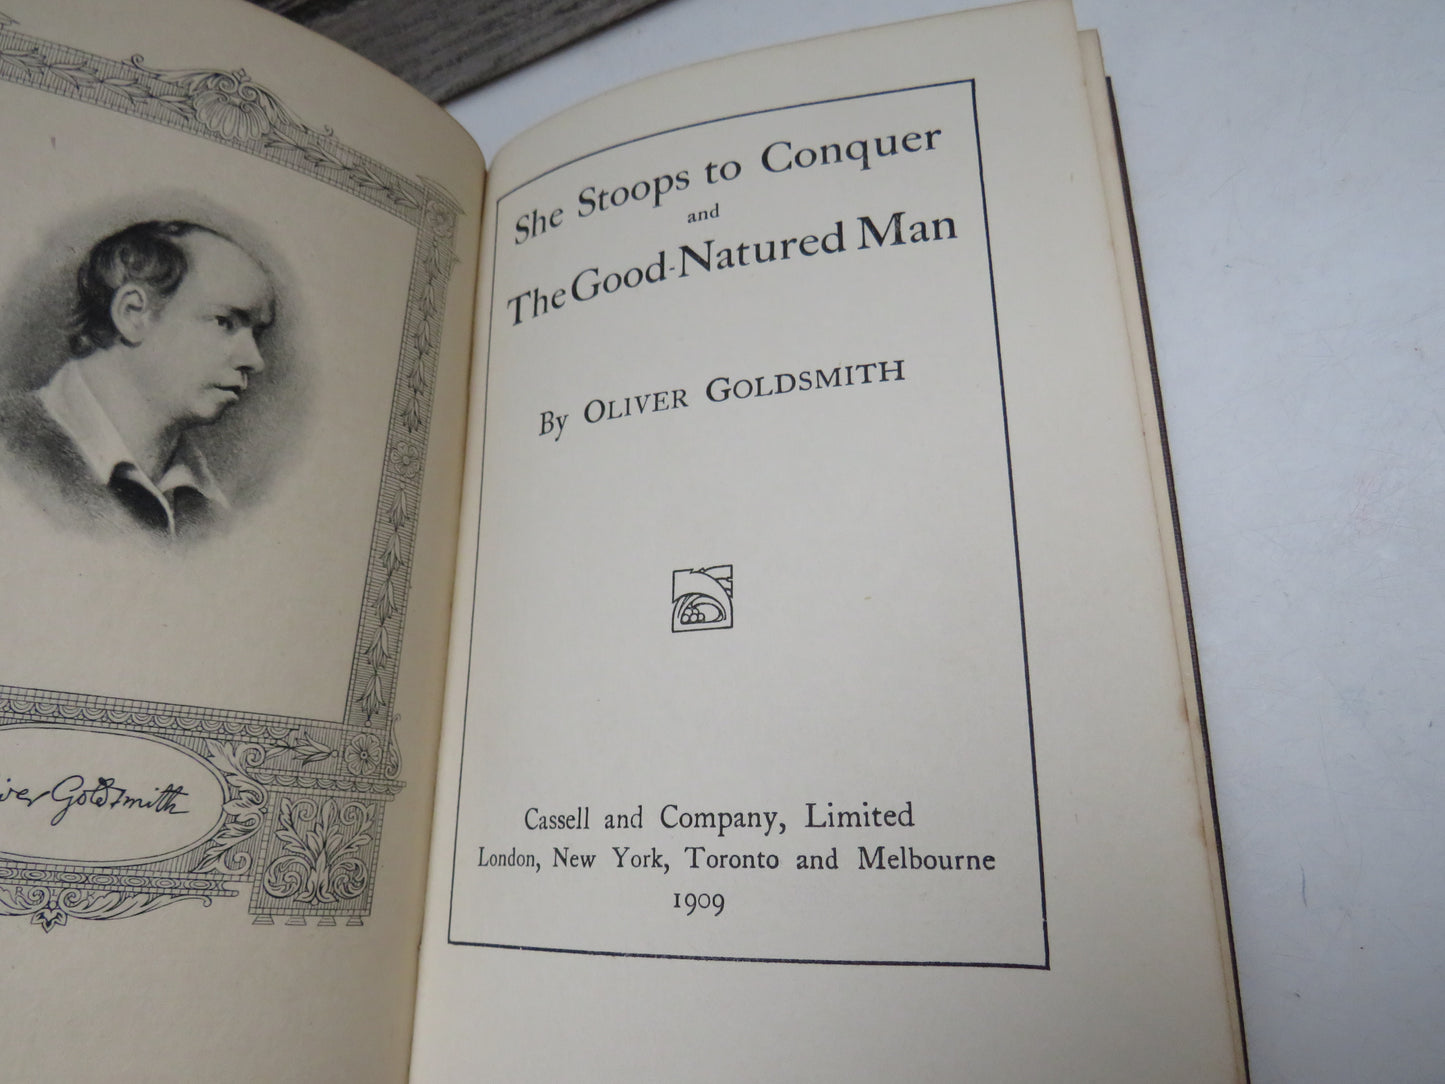 She Stoops to Conquer
and
The Good-Natured Man
By OLIVER GOLDSMITH
Cassell and Company, Limited
London, New York, Toronto and Melbourne
1909
Goldsmith